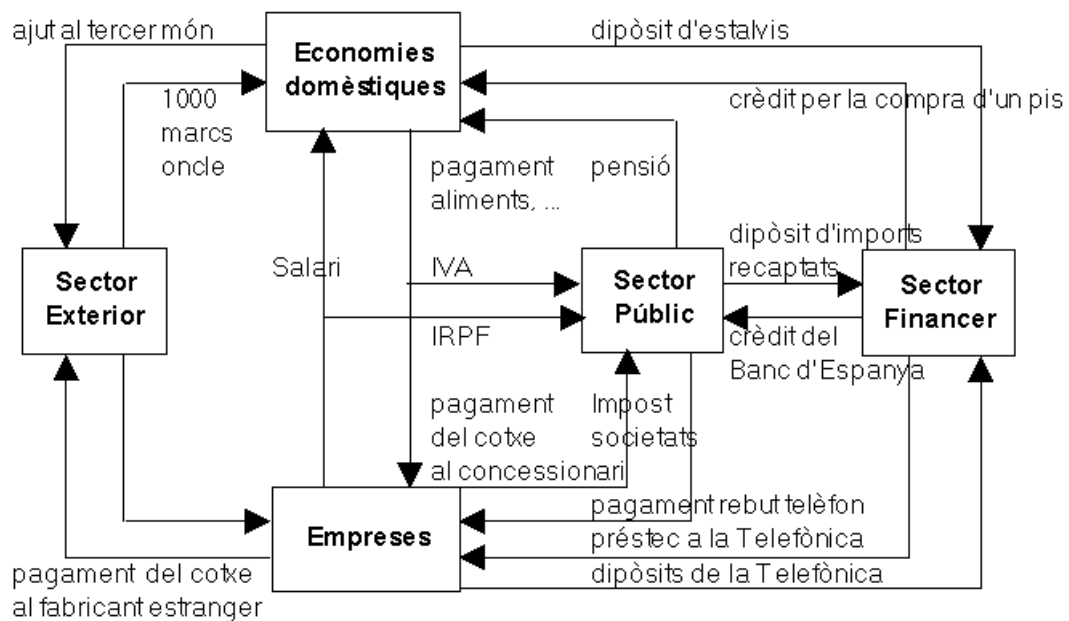 ajut al tercer món
dipòsit d'estalvis
Economies
domèstiques
1000
marcs
oncle
crèdit per la compra d'un pis
pagament
aliments, ...
pensió
Sector
Exterior
Salari
IVA
Sector
Públic
dipòsit d'imports
recaptats
Sector
Financer
IRPF
crèdit del
Banc d'Espanya
pagament
del cotxe
al concessionari
Impost
societats
Empreses
pagament rebut telèfon
préstec a la Telefònica
dipòsits de la Telefònica
pagament del cotxe
al fabricant estranger